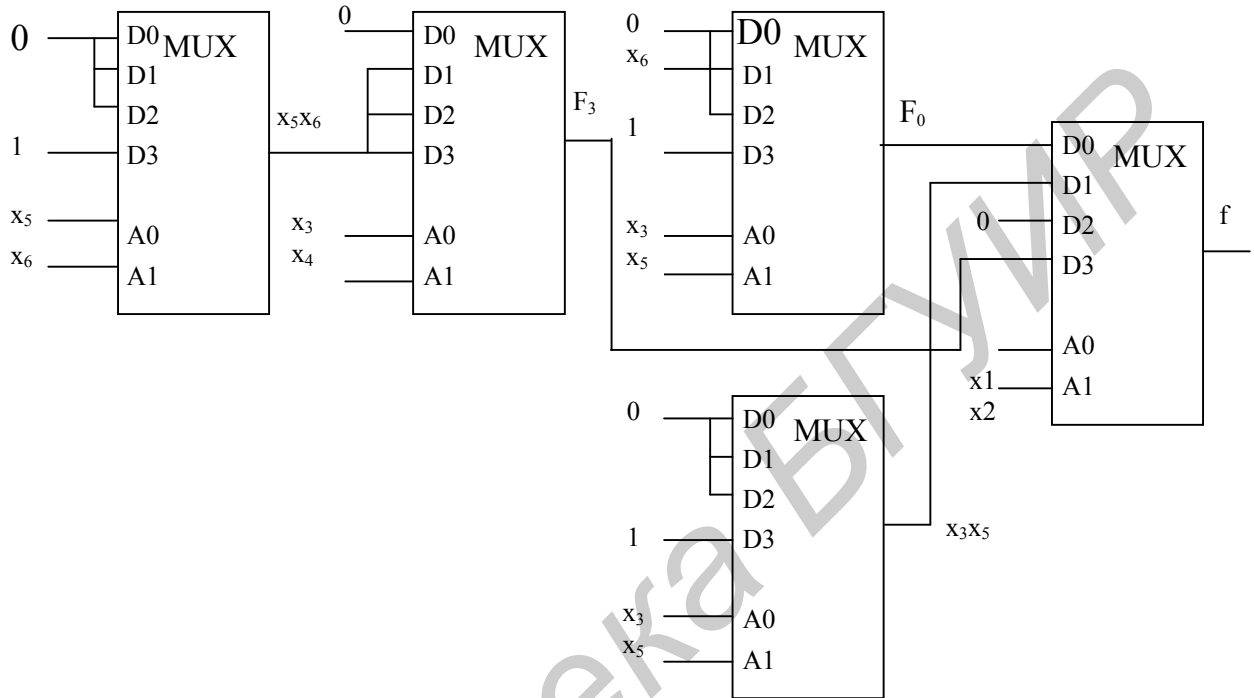 0
D0
MUX
D1
D2
1
D3
x₅
A0
x₆
A1
x₅x₆
0
D0
MUX
D1
D2
D3
x₃
A0
x₄
A1
F₃
0
D0
MUX
x₆
D1
D2
1
D3
x₃
A0
x₅
A1
F₀
0
D0
MUX
D1
D2
1
D3
x₃
A0
x₅
A1
x₃x₅
D0
MUX
D1
0
D2
D3
A0
x1
A1
x2
f
ека БГУИР